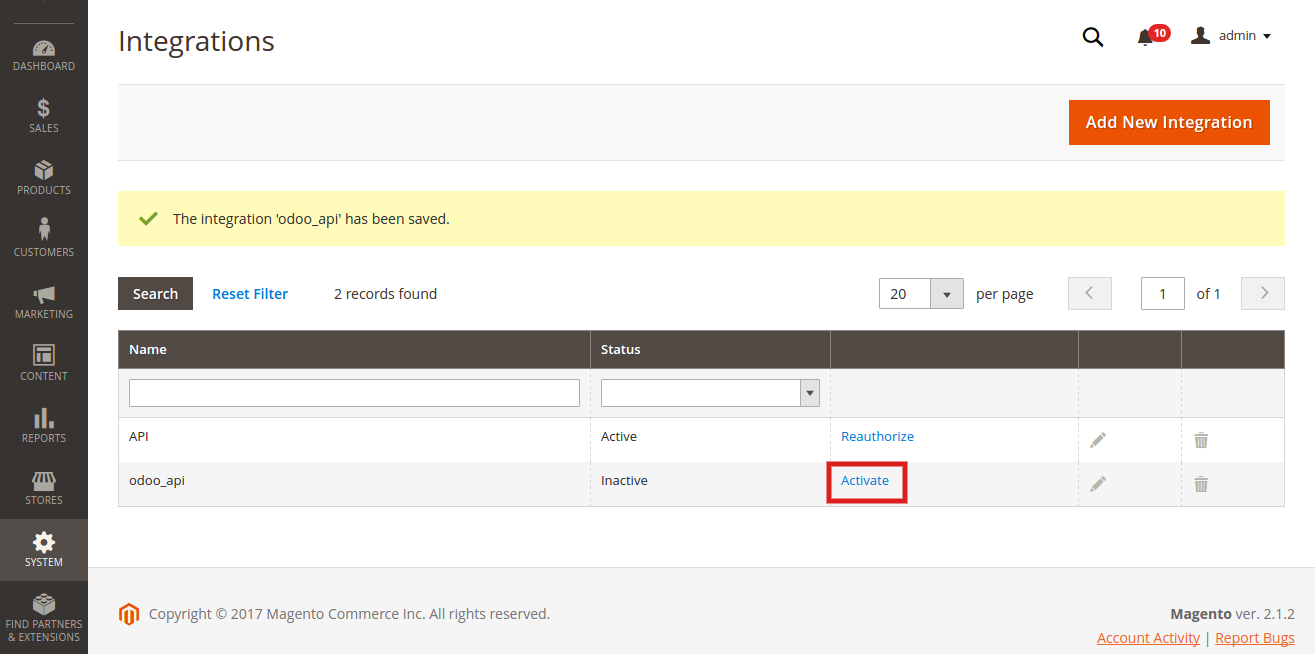 Integrations
10
admin
DASHBOARD
SALES
PRODUCTS
CUSTOMERS
MARKETING
CONTENT
REPORTS
STORES
SYSTEM
FIND PARTNERS
& EXTENSIONS
Add New Integration
The integration 'odoo_api' has been saved.
Search Reset Filter 2 records found 20 per page 1 of 1
Name Status
API Active Reauthorize
odoo_api Inactive Activate
Copyright © 2017 Magento Commerce Inc. All rights reserved. Magento ver. 2.1.2
Account Activity | Report Bugs